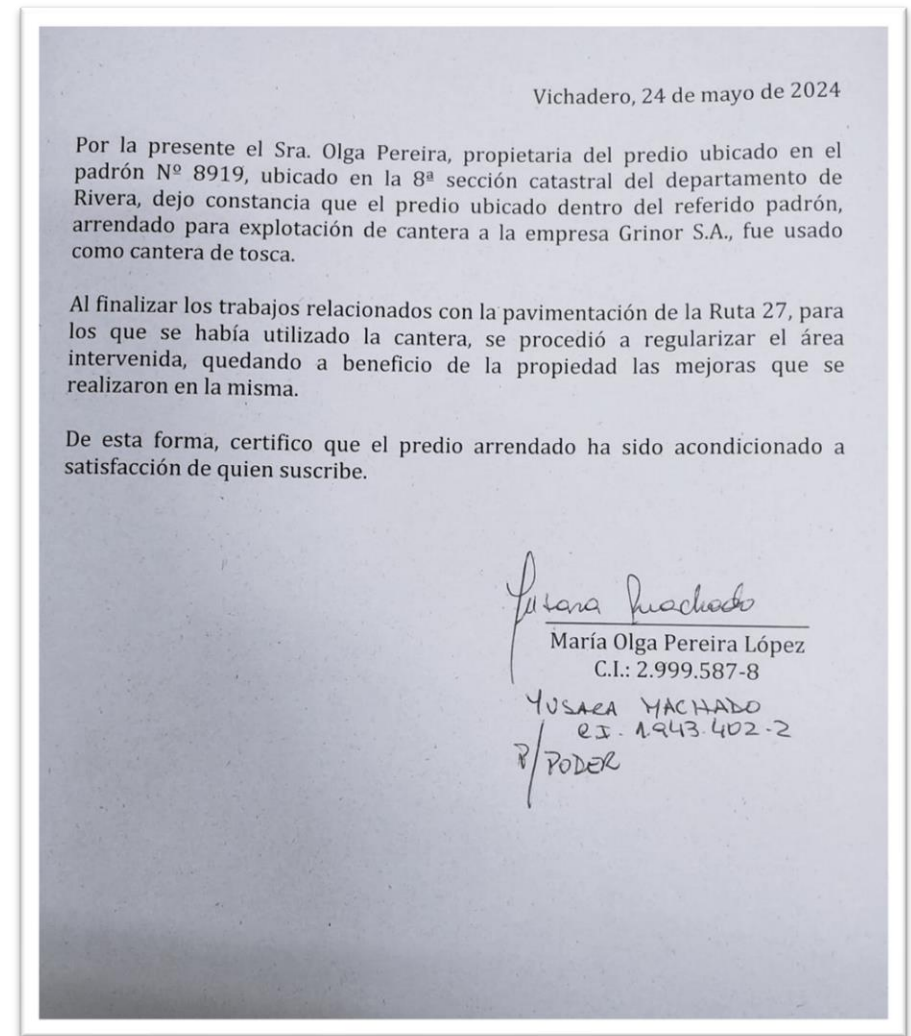 Vichadero, 24 de mayo de 2024
Por la presente el Sra. Olga Pereira, propietaria del predio ubicado en el
padrón Nº 8919, ubicado en la 8ª sección catastral del departamento de
Rivera, dejo constancia que el predio ubicado dentro del referido padrón,
arrendado para explotación de cantera a la empresa Grinor S.A., fue usado
como cantera de tosca.
Al finalizar los trabajos relacionados con la pavimentación de la Ruta 27, para
los que se había utilizado la cantera, se procedió a regularizar el área
intervenida, quedando a beneficio de la propiedad las mejoras que se
realizaron en la misma.
De esta forma, certifico que el predio arrendado ha sido acondicionado a
satisfacción de quien suscribe.
Yusara Machado
María Olga Pereira López
C.I.: 2.999.587-8
YUSARA MACHADO
CI. 1.943.402-2
P/PODER